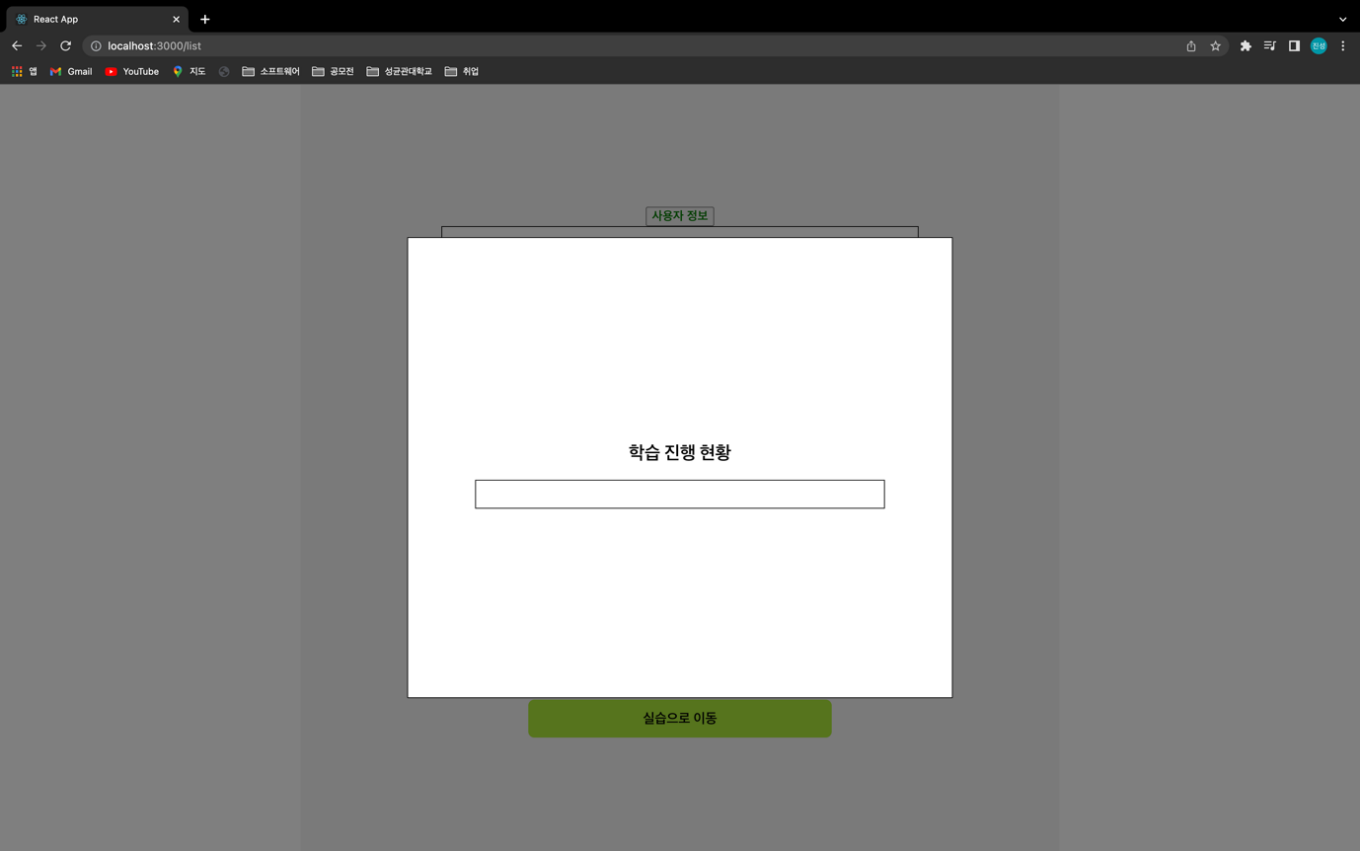 React App
localhost:3000/list
진성
앱 Gmail YouTube 지도 소프트웨어 공모전 성균관대학교 취업
사용자 정보
학습 진행 현황
실습으로 이동